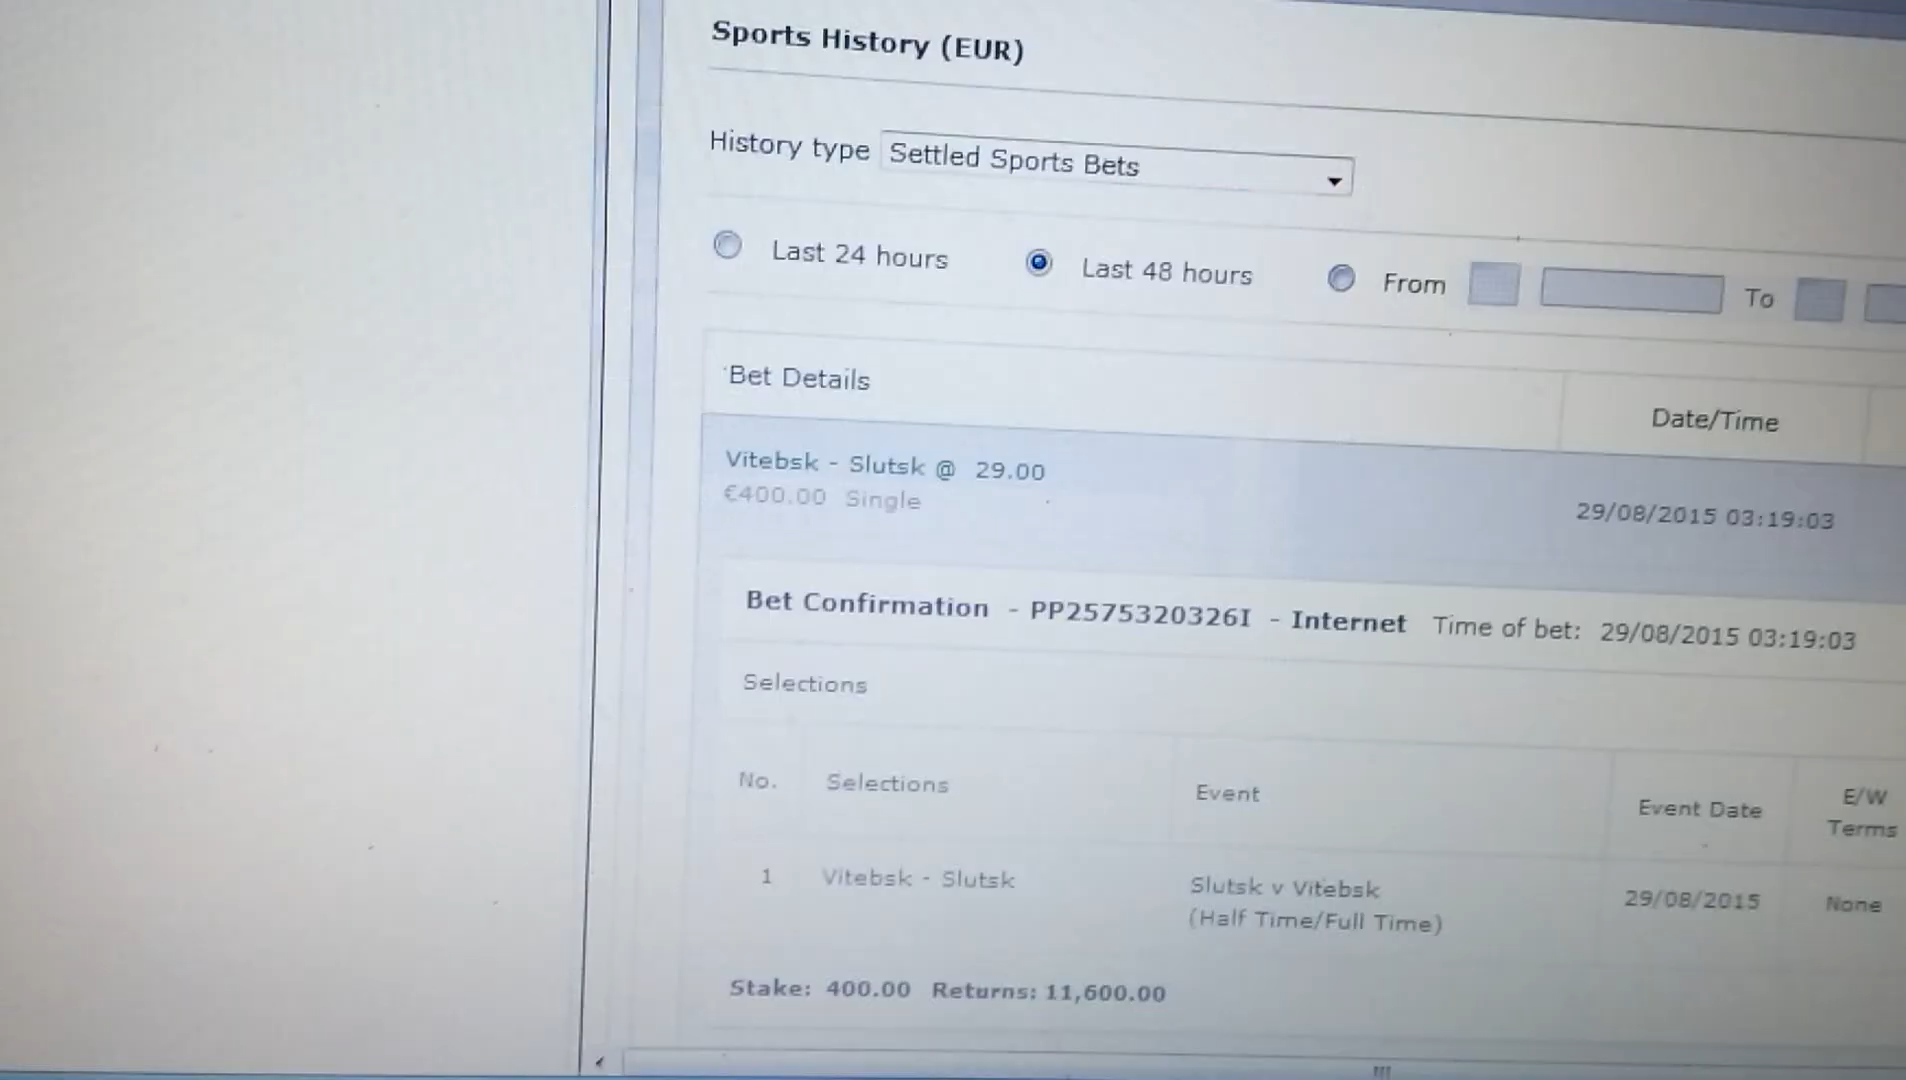 Sports History (EUR)
History type Settled Sports Bets
Last 24 hours Last 48 hours From To
Bet Details Date/Time
Vitebsk - Slutsk @ 29.00
€400.00 Single 29/08/2015 03:19:03
Bet Confirmation - PP2575320326I - Internet Time of bet: 29/08/2015 03:19:03
Selections
No. Selections Event Event Date E/W Terms
1 Vitebsk - Slutsk Slutsk v Vitebsk 29/08/2015 None
(Half Time/Full Time)
Stake: 400.00 Returns: 11,600.00